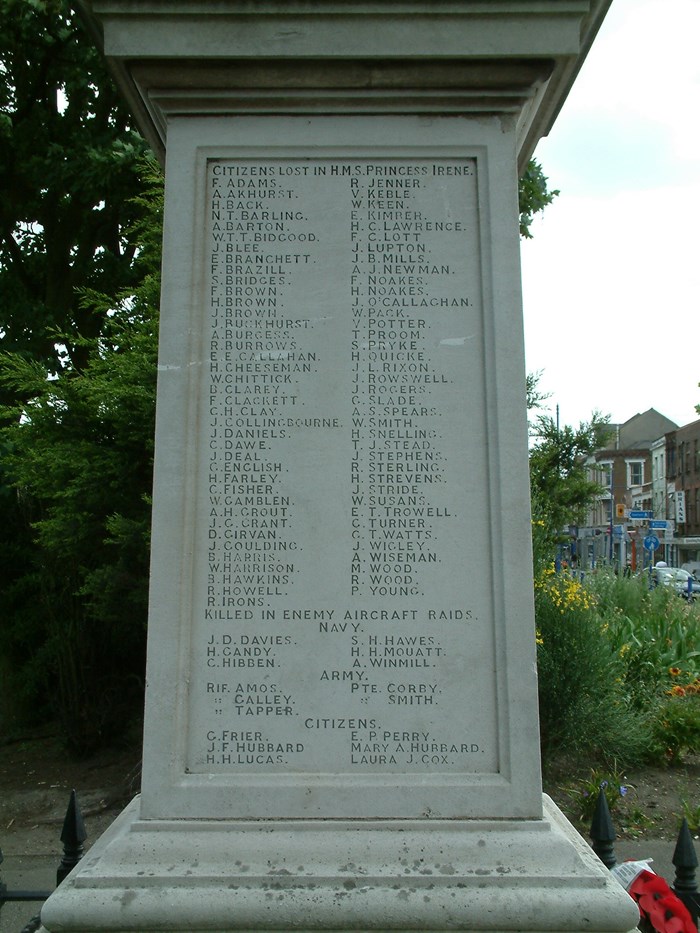 CITIZENS LOST IN H.M.S. PRINCESS IRENE.
F. ADAMS. R. JENNER.
A. AKHURST. V. KEBLE.
H. BACK. W. KEEN.
N.T. BARLING. E. KIMBER.
A. BARTON. H.C. LAWRENCE.
W.T.T. BIDGOOD. F.C. LOTT
J. BLEE. J. LUPTON.
E. BRANCHETT. J.B. MILLS.
F. BRAZILL. A.J. NEWMAN.
S. BRIDGES. F. NOAKES.
F. BROWN. H. NOAKES.
H. BROWN. J. O'CALLAGHAN.
J. BROWN. W. PACK.
J. BUCKHURST. V. POTTER.
A. BURGESS. T. PROOM.
R. BURROWS. S. PRYKE.
E.E. CALLAHAN. H. QUICKE.
H. CHEESEMAN. J.L. RIXON.
W. CHITTICK. J. ROWSWELL.
B. CLAREY. J. ROGERS.
F. CLACKETT. G. SLADE.
C.H. CLAY. A.S. SPEARS.
J. COLLINGBOURNE. W. SMITH.
J. DANIELS. H. SNELLING.
C. DAWE. T.J. STEAD.
J. DEAL. J. STEPHENS.
G. ENGLISH. R. STERLING.
H. FARLEY. H. STREVENS.
C. FISHER. J. STRIDE.
W. GAMBLEN. W. SUSANS.
A.H. GROUT. E.T. TROWELL.
J.G. GRANT. C. TURNER.
D. GIRVAN. G.T. WATTS.
J. GOULDING. J. WIGLEY.
B. HARRIS. A. WISEMAN.
W. HARRISON. M. WOOD.
B. HAWKINS. R. WOOD.
R. HOWELL. P. YOUNG.
R. IRONS.
KILLED IN ENEMY AIRCRAFT RAIDS.
NAVY.
J.D. DAVIES. S.H. HAWES.
H. GANDY. H.H. MOUATT.
C. HIBBEN. A. WINMILL.
ARMY.
RIF. AMOS. PTE. CORBY.
" GALLEY. " SMITH.
" TAPPER.
CITIZENS.
G. FRIER. E.P. PERRY.
J.F. HUBBARD MARY A. HUBBARD.
H.H. LUCAS. LAURA J. COX.